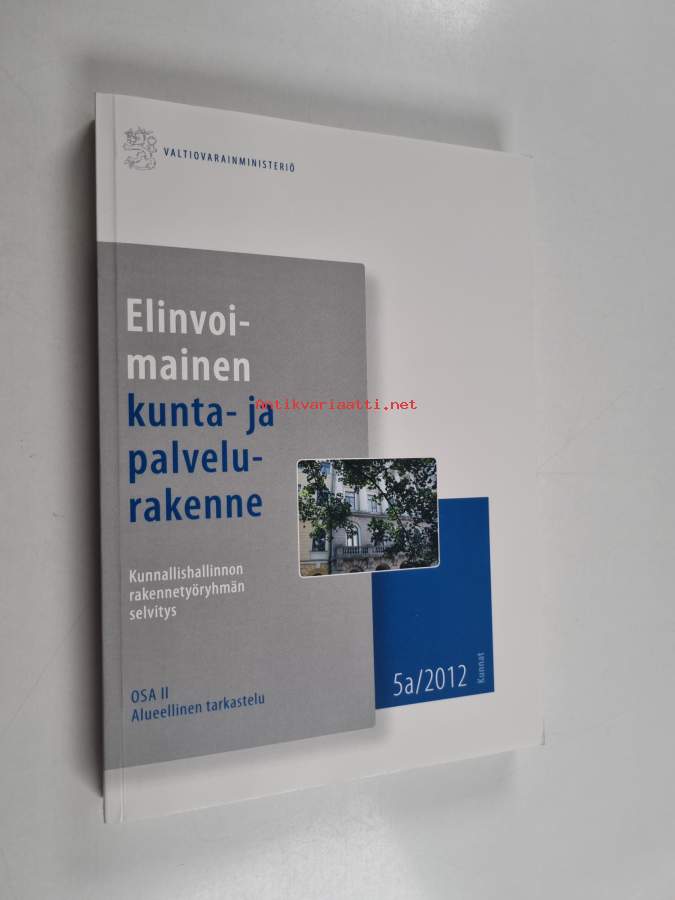 VALTIOVARAINMINISTERIÖ
Elinvoi-
mainen
kunta- ja
palvelu-
rakenne
Antikvariaatti.net
Kunnallishallinnon
rakennetyöryhmän
selvitys
OSA II
Alueellinen tarkastelu
5a/2012
Kunnat